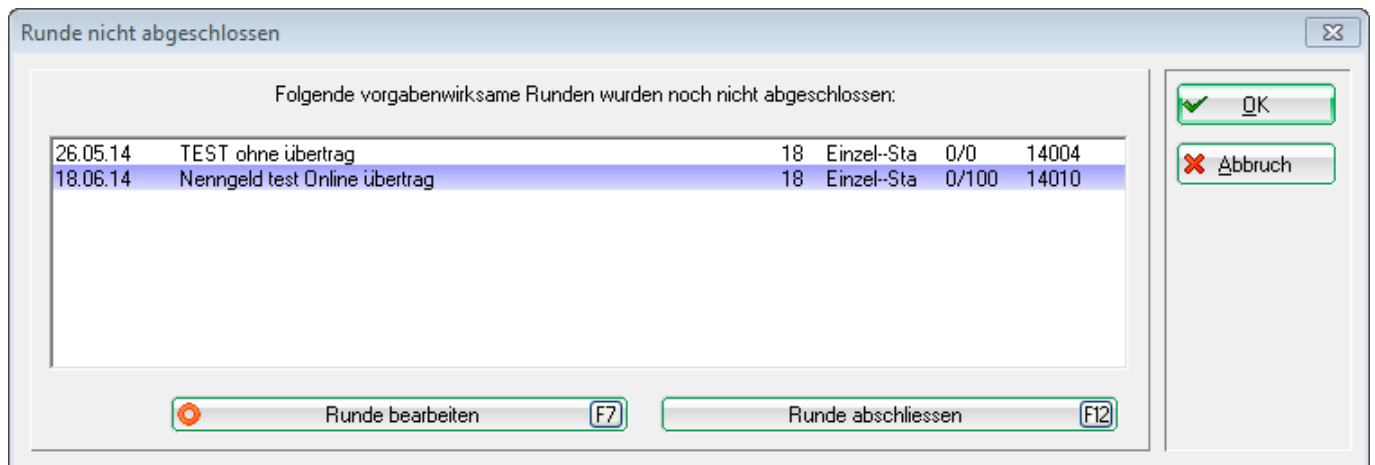 Runde nicht abgeschlossen
Folgende vorgabenwirksame Runden wurden noch nicht abgeschlossen:
26.05.14 TEST ohne übertrag 18 Einzel--Sta 0/0 14004
18.06.14 Nenngeld test Online übertrag 18 Einzel--Sta 0/100 14010
Runde bearbeiten F7 Runde abschliessen F12
OK
Abbruch